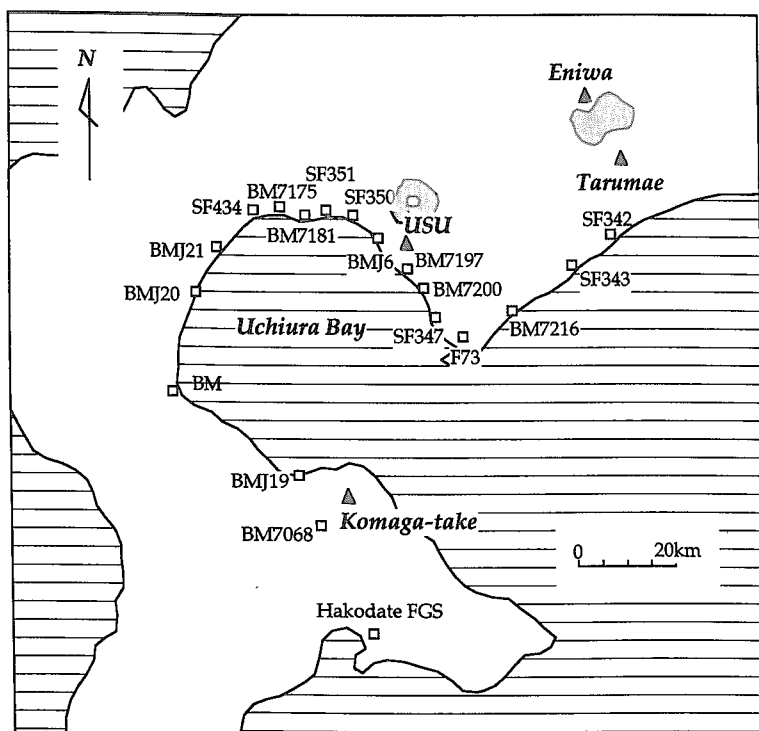 N
Eniwa
Tarumae
SF351
BM7175
SF350
SF434
USU
SF342
BM7181
BMJ21
BMJ6
BM7197
SF343
BMJ20
BM7200
Uchiura Bay
SF347
BM7216
F73
BM
BMJ19
Komaga-take
BM7068
0 20km
Hakodate FGS